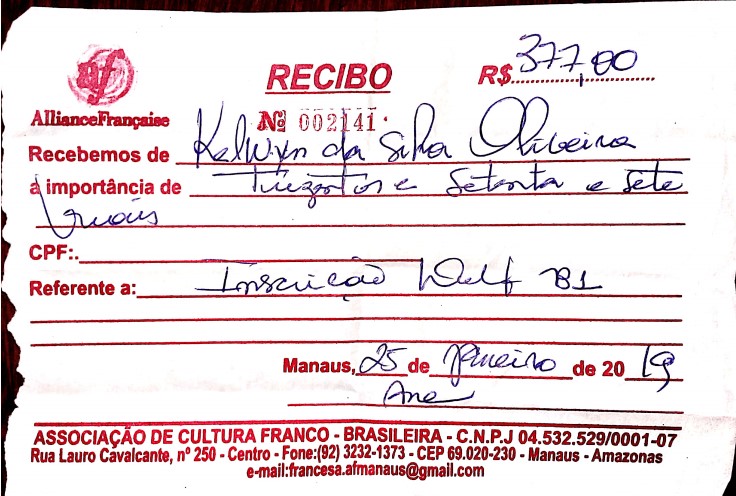 af
AllianceFrançaise
RECIBO
R$ 377,00
Nº 002141
Recebemos de Kelwyn da Silva Oliveira
a importância de Trezentos e Setenta e Sete
reais
CPF:
Referente a: Inscrição Delf B1
Manaus, 25 de Janeiro de 2019
Ana
ASSOCIAÇÃO DE CULTURA FRANCO - BRASILEIRA - C.N.P.J 04.532.529/0001-07
Rua Lauro Cavalcante, nº 250 - Centro - Fone:(92) 3232-1373 - CEP 69.020-230 - Manaus - Amazonas
e-mail:francesa.afmanaus@gmail.com